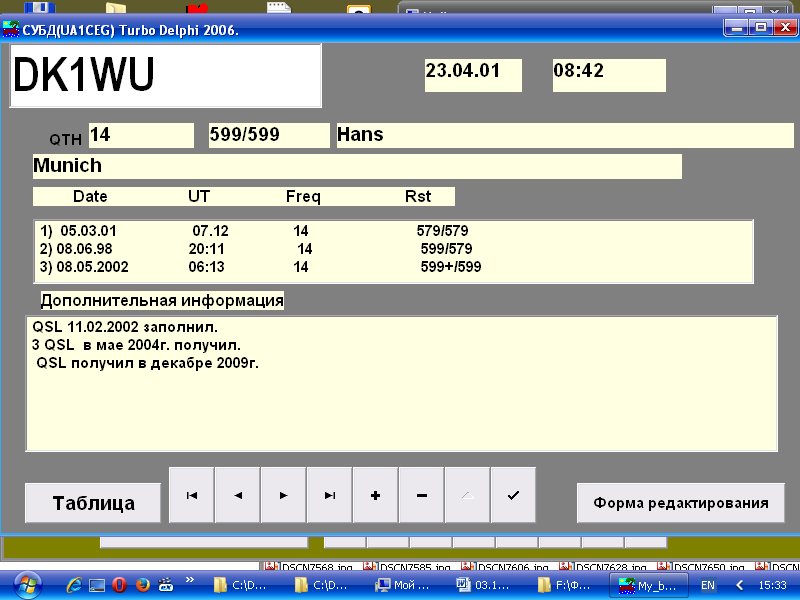 СУБД(UA1CEG) Turbo Delphi 2006.
DK1WU
23.04.01 08:42
QTH 14 599/599 Hans
Munich
Date UT Freq Rst
1) 05.03.01 07.12 14 579/579
2) 08.06.98 20:11 14 599/579
3) 08.05.2002 06:13 14 599+/599
Дополнительная информация
QSL 11.02.2002 заполнил.
3 QSL в мае 2004г. получил.
QSL получил в декабре 2009г.
Таблица Форма редактирования
DSCN7568.jpg DSCN7585.jpg DSCN7606.jpg DSCN7628.jpg DSCN7650.jpg DSCN
C:\D... C:\D... Мой ... 03.1... F:\Ф... My_b... EN 15:33